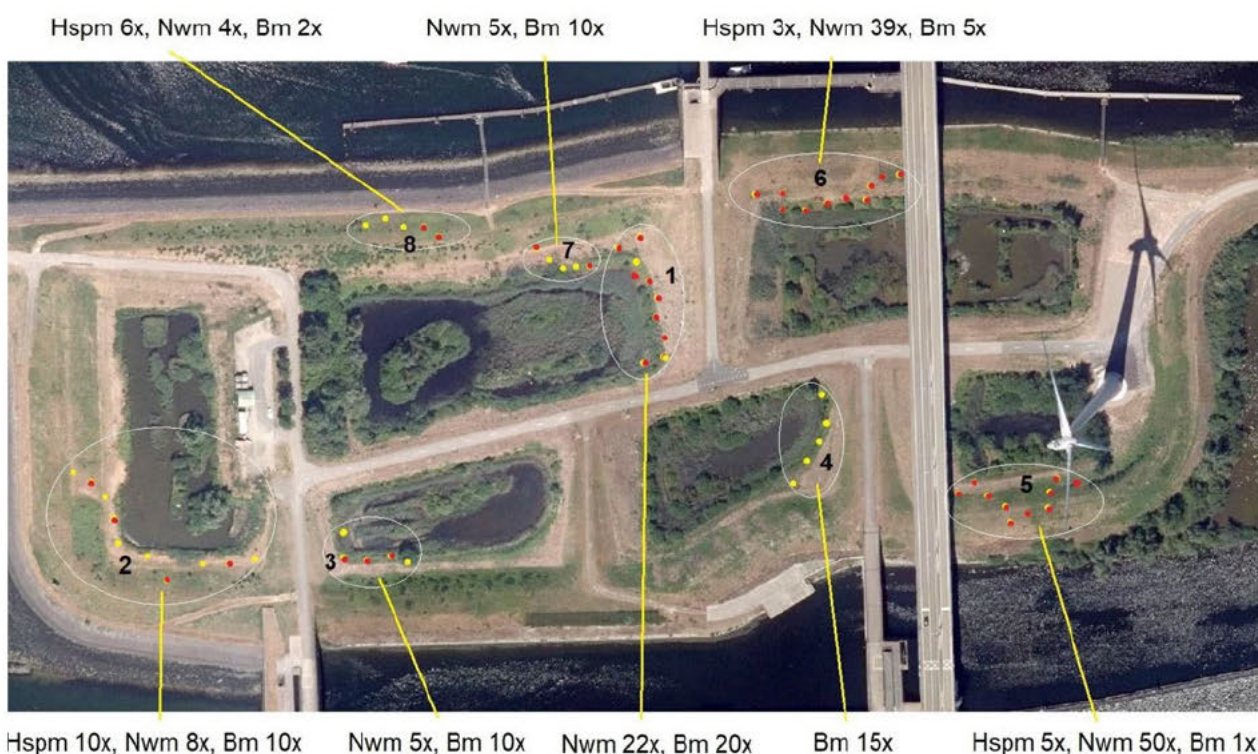 Hspm 6x, Nwm 4x, Bm 2x
Nwm 5x, Bm 10x
Hspm 3x, Nwm 39x, Bm 5x
6
8
7
1
4
5
2
3
Hspm 10x, Nwm 8x, Bm 10x
Nwm 5x, Bm 10x
Nwm 22x, Bm 20x
Bm 15x
Hspm 5x, Nwm 50x, Bm 1x